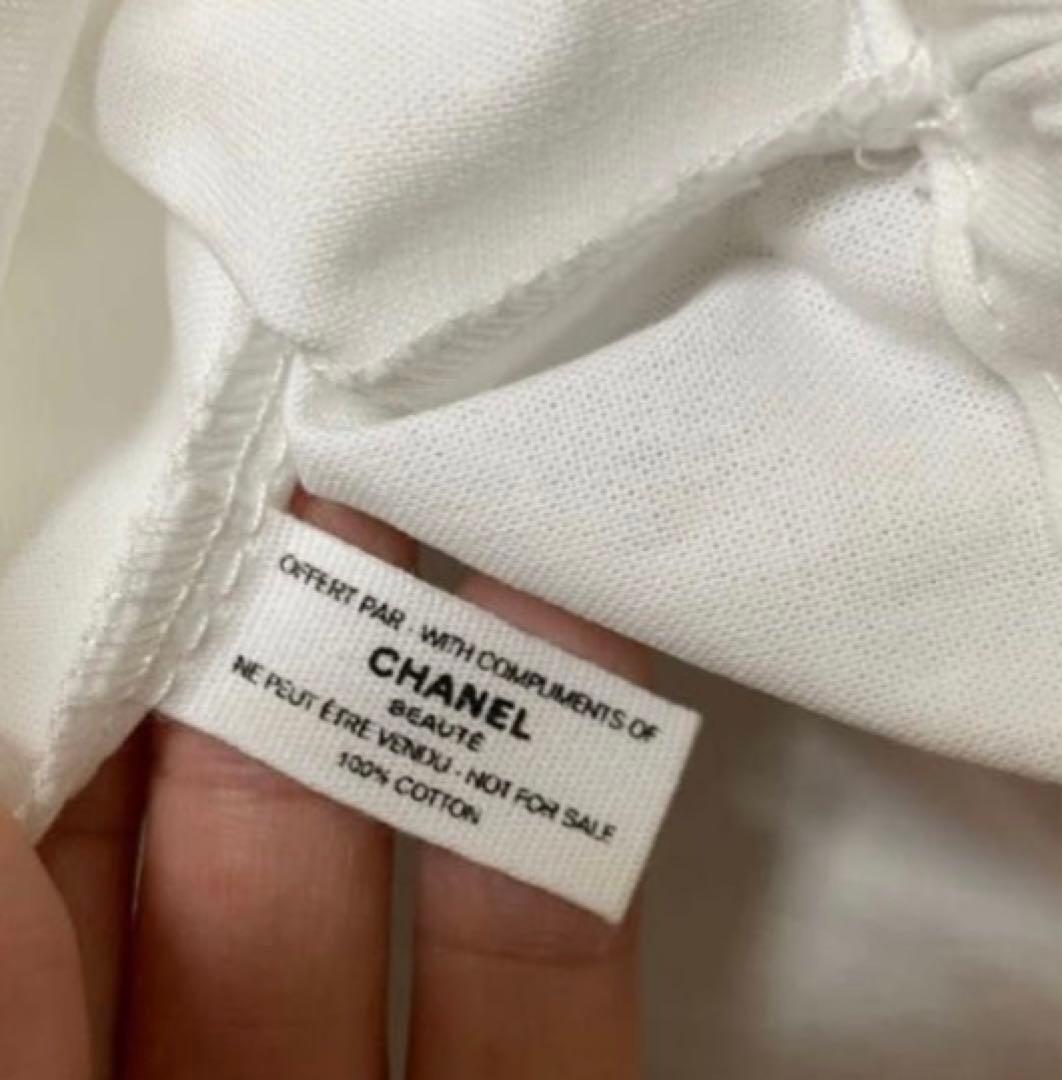 OFFERT PAR · WITH COMPLIMENTS OF
CHANEL
BEAUTÉ
NE PEUT ÊTRE VENDU · NOT FOR SALE
100% COTTON